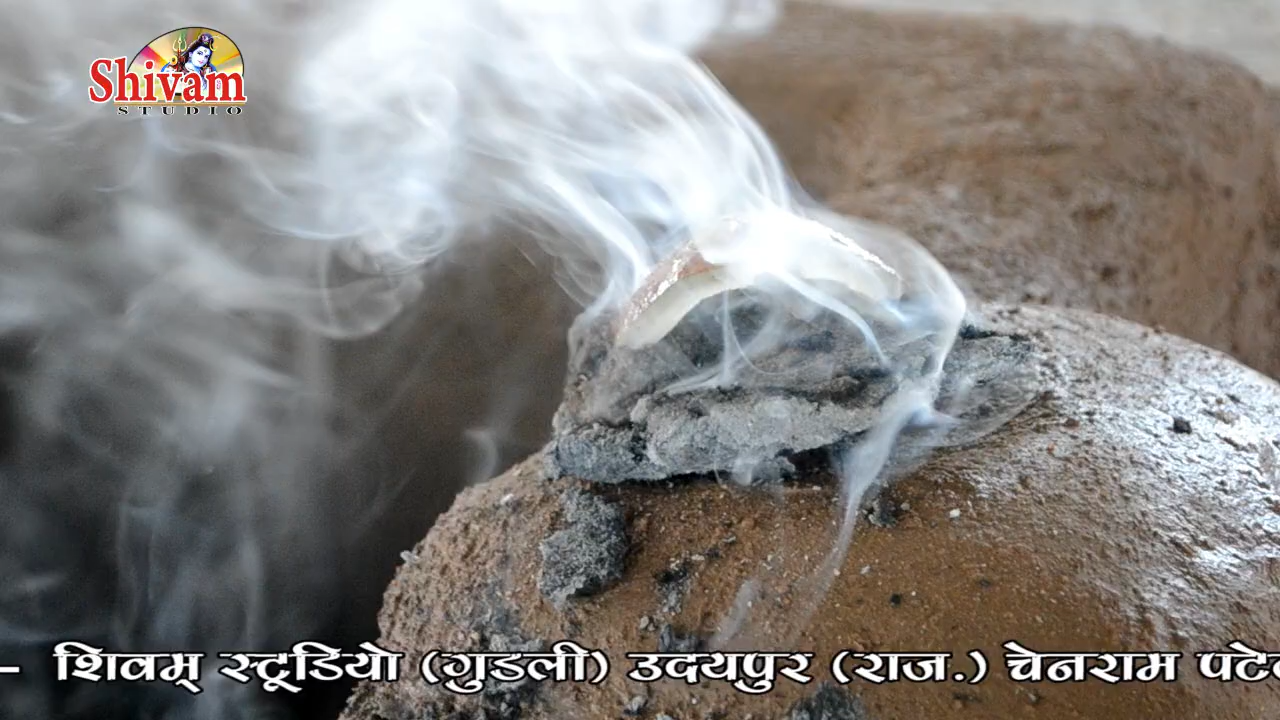 Shivam
STUDIO
- शिवम् स्टूडियो (गुडली) उदयपुर (राज.) चेनराम